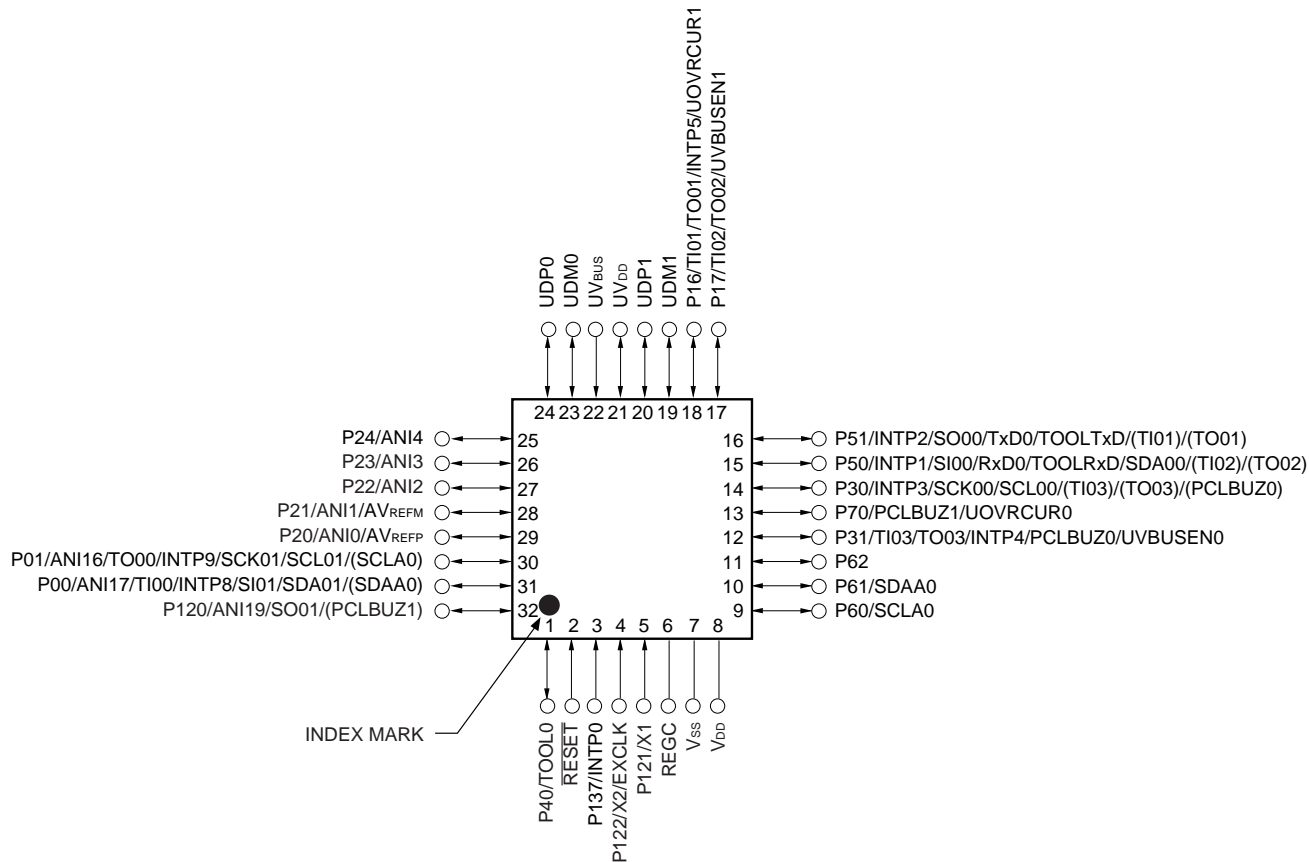 P16/TI01/TO01/INTP5/UOVRCUR1
P17/TI02/TO02/UVBUSEN1
UDP0
UDM0
UVBUS
UVDD
UDP1
UDM1
24 23 22 21 20 19 18 17
P24/ANI4 25
P23/ANI3 26
P22/ANI2 27
P21/ANI1/AVREFM 28
P20/ANI0/AVREFP 29
P01/ANI16/TO00/INTP9/SCK01/SCL01/(SCLA0) 30
P00/ANI17/TI00/INTP8/SI01/SDA01/(SDAA0) 31
P120/ANI19/SO01/(PCLBUZ1) 32
16 P51/INTP2/SO00/TxD0/TOOLTxD/(TI01)/(TO01)
15 P50/INTP1/SI00/RxD0/TOOLRxD/SDA00/(TI02)/(TO02)
14 P30/INTP3/SCK00/SCL00/(TI03)/(TO03)/(PCLBUZ0)
13 P70/PCLBUZ1/UOVRCUR0
12 P31/TI03/TO03/INTP4/PCLBUZ0/UVBUSEN0
11 P62
10 P61/SDAA0
9 P60/SCLA0
1 2 3 4 5 6 7 8
INDEX MARK
P40/TOOL0
RESET
P137/INTP0
P122/X2/EXCLK
P121/X1
REGC
VSS
VDD